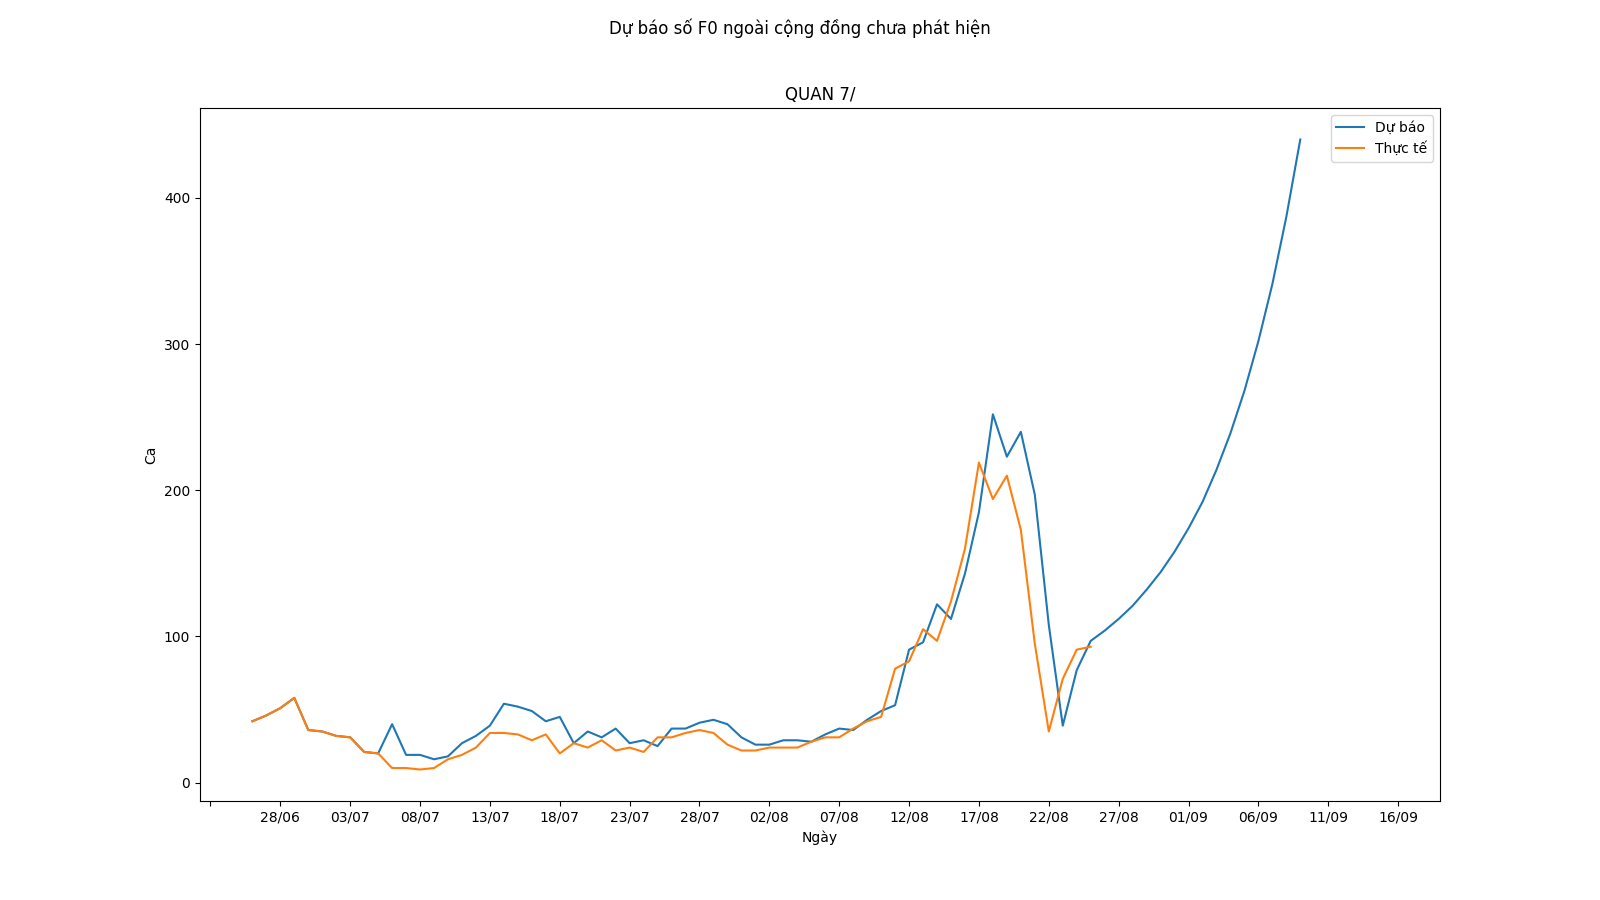 Dự báo số F0 ngoài cộng đồng chưa phát hiện
QUAN 7/
Dự báo
Thực tế
400
300
200
100
0
Ca
28/06 03/07 08/07 13/07 18/07 23/07 28/07 02/08 07/08 12/08 17/08 22/08 27/08 01/09 06/09 11/09 16/09
Ngày